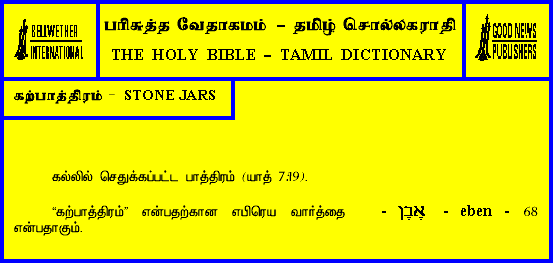 BELLWETHER
INTERNATIONAL
பரிசுத்த வேதாகமம் – தமிழ் சொல்லகராதி
THE HOLY BIBLE – TAMIL DICTIONARY
GOOD NEWS
PUBLISHERS
கற்பாத்திரம் – STONE JARS
கல்லில் செதுக்கப்பட்ட பாத்திரம் (யாத் 7:19).
“கற்பாத்திரம்” என்பதற்கான எபிரெய வார்த்தை - אֶבֶן - eben - 68
என்பதாகும்.